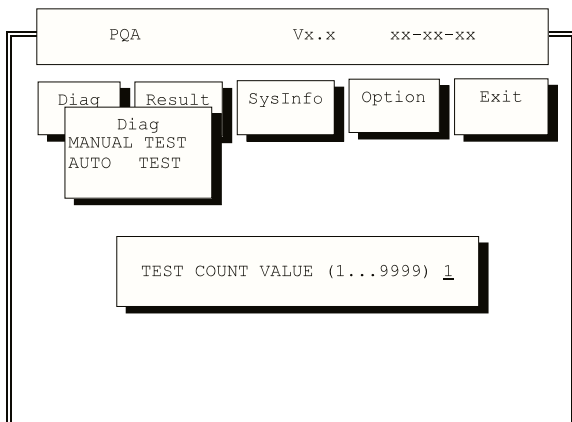 PQA Vx.x xx-xx-xx
Diag Result SysInfo Option Exit
Diag
MANUAL TEST
AUTO TEST
TEST COUNT VALUE (1...9999) 1